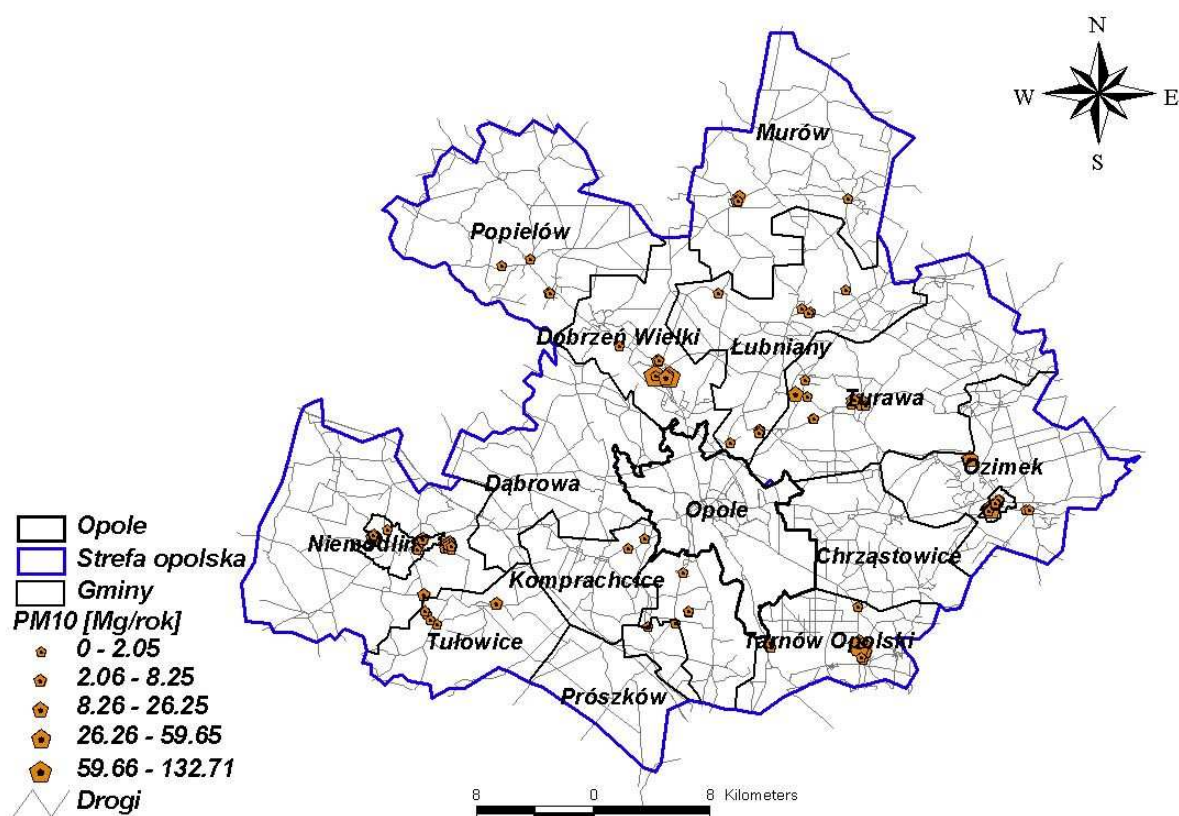 N
W
E
S
Murów
Popielów
Dobrzeń Wielki
Łubniany
Turawa
Ozimek
Dąbrowa
Opole
Niemodlin
Chrząstowice
Komprachcice
Tułowice
Tarnów Opolski
Prószków
Opole
Strefa opolska
Gminy
PM10 [Mg/rok]
0 - 2.05
2.06 - 8.25
8.26 - 26.25
26.26 - 59.65
59.66 - 132.71
Drogi
8 0 8 Kilometers